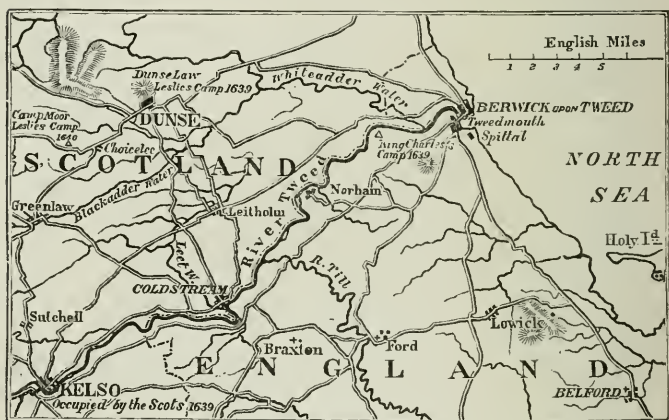 English Miles
1 2 3 4 5
Dunse Law
Leslies Camp 1639
Whiteadder Water
BERWICK UPON TWEED
Tweedmouth
Spittal
Camp Moor
Leslies Camp
1640
DUNSE
Choicelee
King Charles's
Camp 1639
SCOTLAND
NORTH
SEA
Blackadder Water
River Tweed
Norham
Greenlaw
Leitholm
Holy Id
Leet W.
R. Till
COLDSTREAM
Sutchell
Lowick
Braxton
Ford
ENGLAND
KELSO
Occupied by the Scots 1639
BELFORD